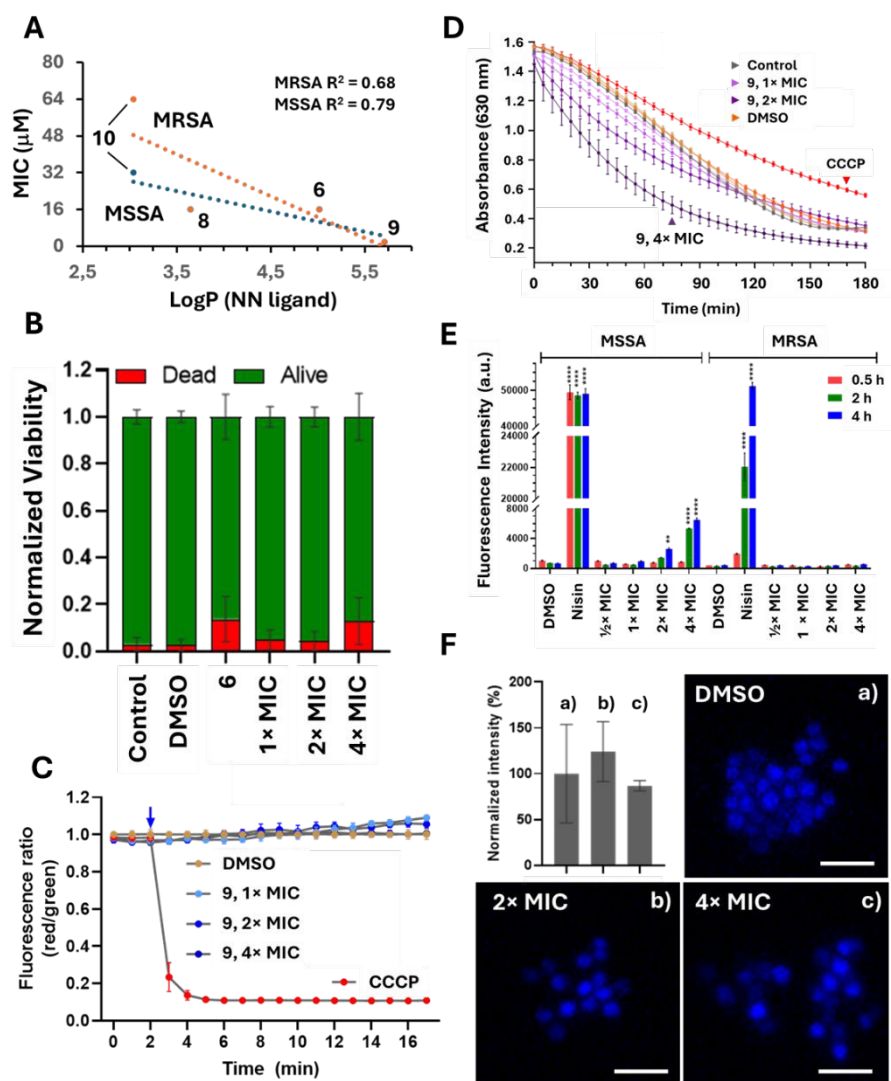 A
MIC (μM)
80
64
48
32
16
0
10
MRSA
MSSA
8
6
9
MRSA R² = 0.68
MSSA R² = 0.79
2,5
3,5
4,5
5,5
LogP (NN ligand)
B
Normalized Viability
1.2
1.0
0.8
0.6
0.4
0.2
0.0
Dead
Alive
Control
DMSO
6
1× MIC
2× MIC
4× MIC
C
Fluorescence ratio
(red/green)
1.2
1.0
0.8
0.6
0.4
0.2
0.0
DMSO
9, 1× MIC
9, 2× MIC
9, 4× MIC
CCCP
0 2 4 6 8 10 12 14 16
Time (min)
D
Absorbance (630 nm)
1.6
1.4
1.2
1.0
0.8
0.6
0.4
0.2
Control
9, 1× MIC
9, 2× MIC
DMSO
CCCP
9, 4× MIC
0 30 60 90 120 150 180
Time (min)
E
MSSA
MRSA
Fluorescence Intensity (a.u.)
50000
40000
24000
22000
20000
8000
4000
0
0.5 h
2 h
4 h
****
****
****
**
****
****
****
****
DMSO
Nisin
½× MIC
1× MIC
2× MIC
4× MIC
DMSO
Nisin
½× MIC
1 × MIC
2× MIC
4× MIC
F
Normalized intensity (%)
200
150
100
50
0
a)
b)
c)
DMSO
a)
2× MIC
b)
4× MIC
c)